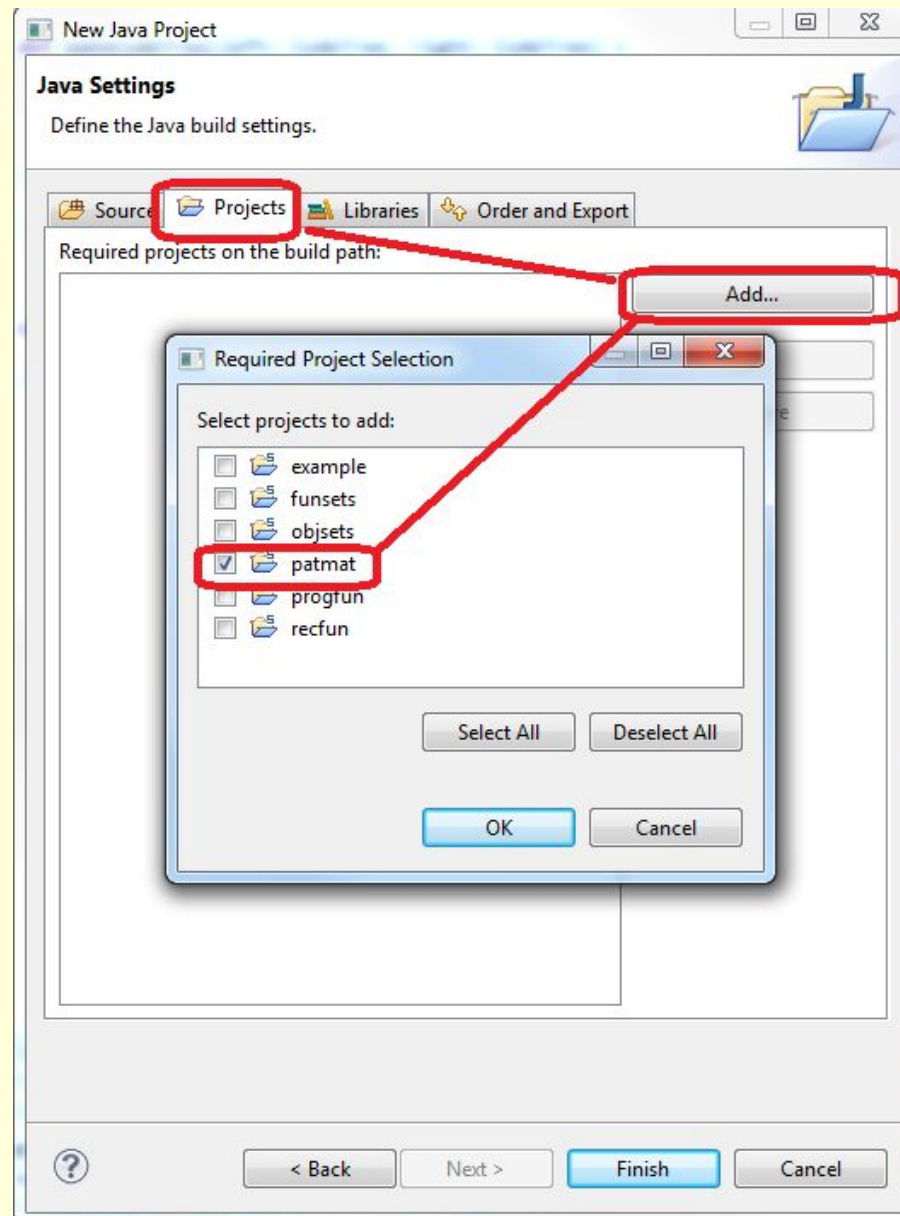 New Java Project
Java Settings
Define the Java build settings.
Source Projects Libraries Order and Export
Required projects on the build path:
Add...
Required Project Selection
Select projects to add:
example
funsets
objsets
patmat
progfun
recfun
Select All Deselect All
OK Cancel
< Back Next > Finish Cancel